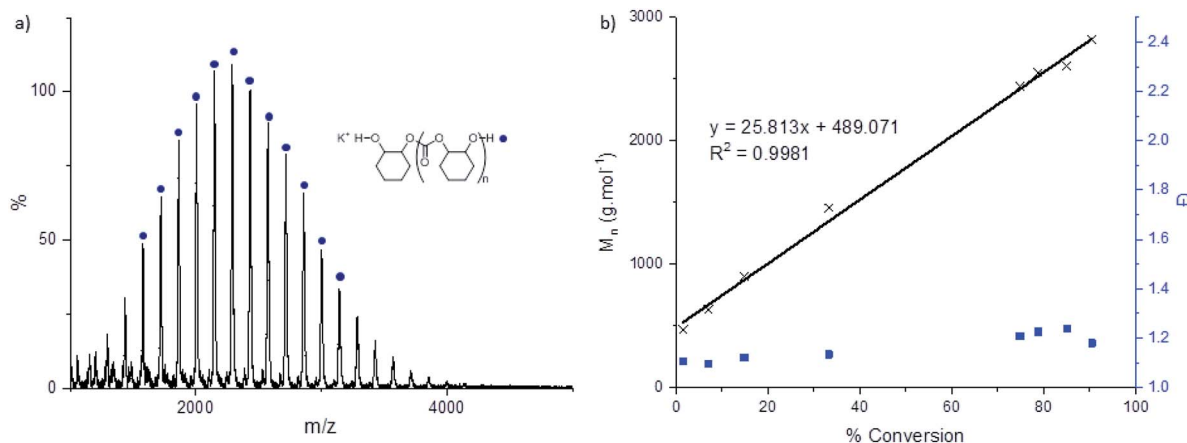 a)
%
100
50
0
2000
4000
m/z
K⁺ H-O
O
O
O
O-H
n
b)
Mₙ (g.mol⁻¹)
3000
2000
1000
0
y = 25.813x + 489.071
R² = 0.9981
0
20
40
60
80
100
% Conversion
2.4
2.2
2.0
1.8
1.6
1.4
1.2
1.0
Đ